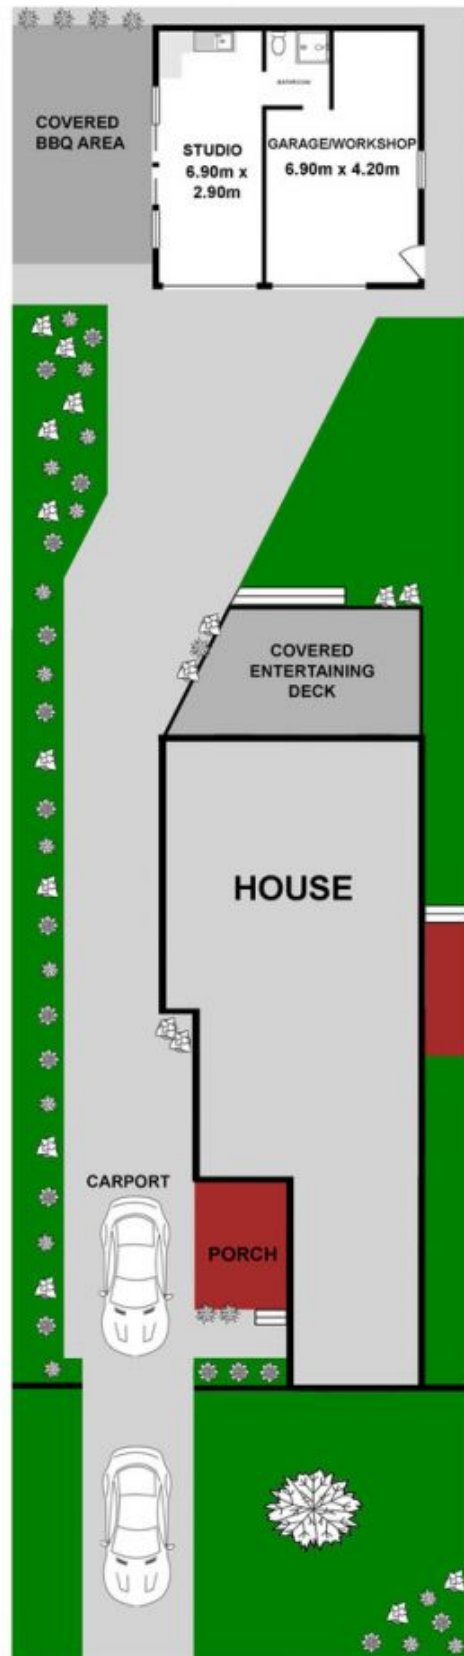 COVERED
BBQ AREA
STUDIO
6.90m x
2.90m
BATHROOM
GARAGE/WORKSHOP
6.90m x 4.20m
COVERED
ENTERTAINING
DECK
HOUSE
CARPORT
PORCH